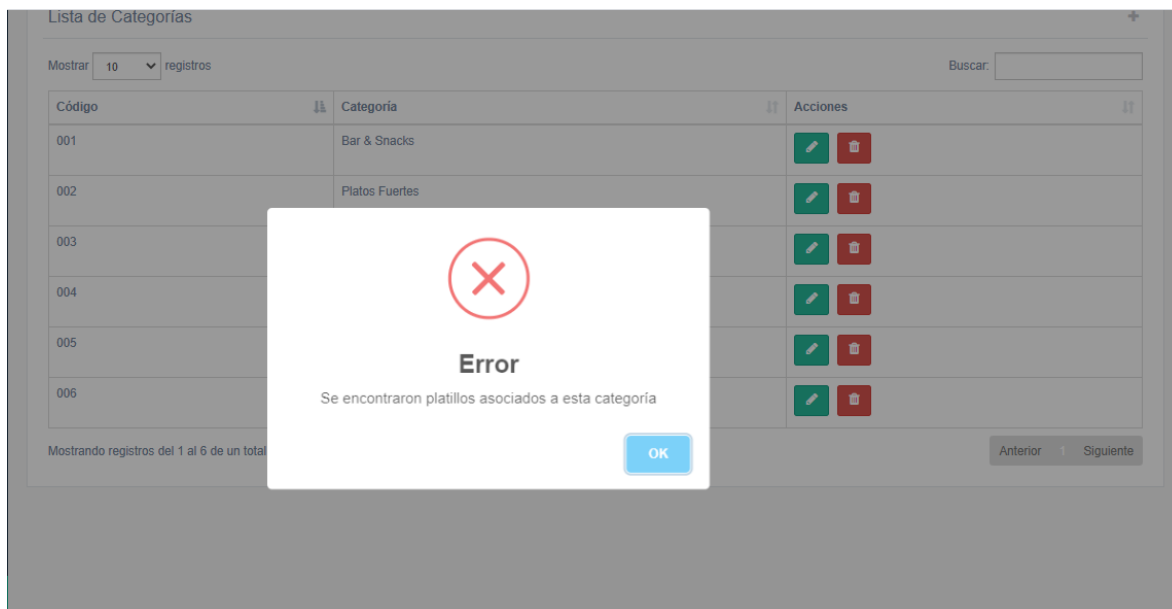 Lista de Categorías
Mostrar 10 registros Buscar:
Código Categoría Acciones
001 Bar & Snacks
002 Platos Fuertes
003
004
005
006
Error
Se encontraron platillos asociados a esta categoría
OK
Mostrando registros del 1 al 6 de un total
Anterior 1 Siguiente